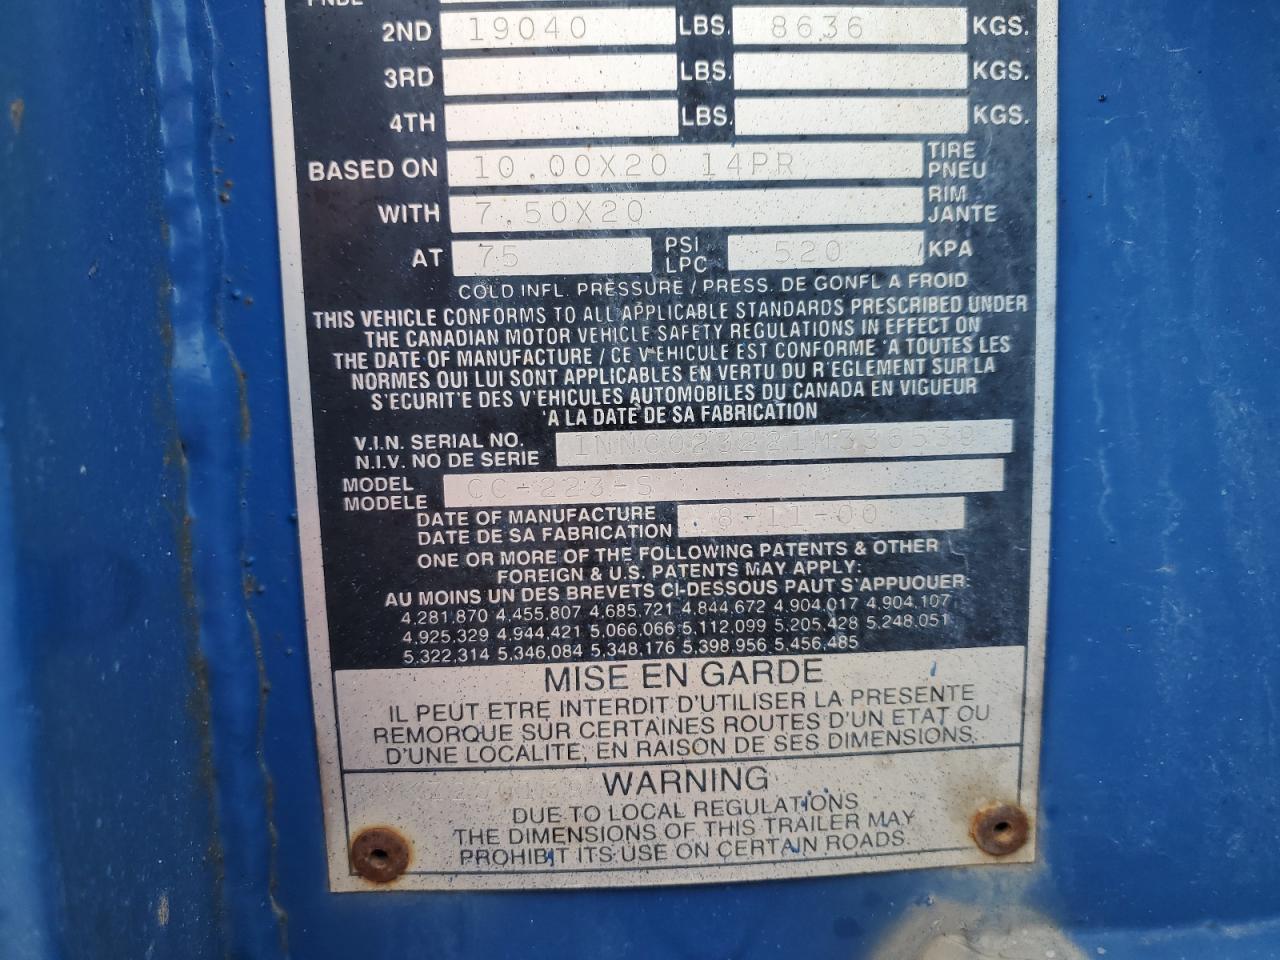 2ND 19040 LBS. 8636 KGS.
3RD LBS. KGS.
4TH LBS. KGS.
BASED ON 10.00X20 14PR TIRE PNEU
WITH 7.50X20 RIM JANTE
AT 75 PSI LPC 520 KPA
COLD INFL. PRESSURE / PRESS. DE GONFL A FROID
THIS VEHICLE CONFORMS TO ALL APPLICABLE STANDARDS PRESCRIBED UNDER
THE CANADIAN MOTOR VEHICLE SAFETY REGULATIONS IN EFFECT ON
THE DATE OF MANUFACTURE / CE V'EHICULE EST CONFORME 'A TOUTES LES
NORMES QUI LUI SONT APPLICABLES EN VERTU DU R'EGLEMENT SUR LA
S'ECURIT'E DES V'EHICULES AUTOMOBILES DU CANADA EN VIGUEUR
'A LA DATE DE SA FABRICATION
V.I.N. SERIAL NO. 1NNC023221M336539
N.I.V. NO DE SERIE
MODEL CC-223-S
MODELE
DATE OF MANUFACTURE 8-11-00
DATE DE SA FABRICATION
ONE OR MORE OF THE FOLLOWING PATENTS & OTHER
FOREIGN & U.S. PATENTS MAY APPLY:
AU MOINS UN DES BREVETS CI-DESSOUS PAUT S'APPUOUER:
4,281,870 4,455,807 4,685,721 4,844,672 4,904,017 4,904,107
4,925,329 4,944,421 5,066,066 5,112,099 5,205,428 5,248,051
5,322,314 5,346,084 5,348,176 5,398,956 5,456,485
MISE EN GARDE
IL PEUT ETRE INTERDIT D'UTILISER LA PRESENTE
REMORQUE SUR CERTAINES ROUTES D'UN ETAT OU
D'UNE LOCALITE, EN RAISON DE SES DIMENSIONS.
WARNING
DUE TO LOCAL REGULATIONS
THE DIMENSIONS OF THIS TRAILER MAY
PROHIBIT ITS USE ON CERTAIN ROADS.